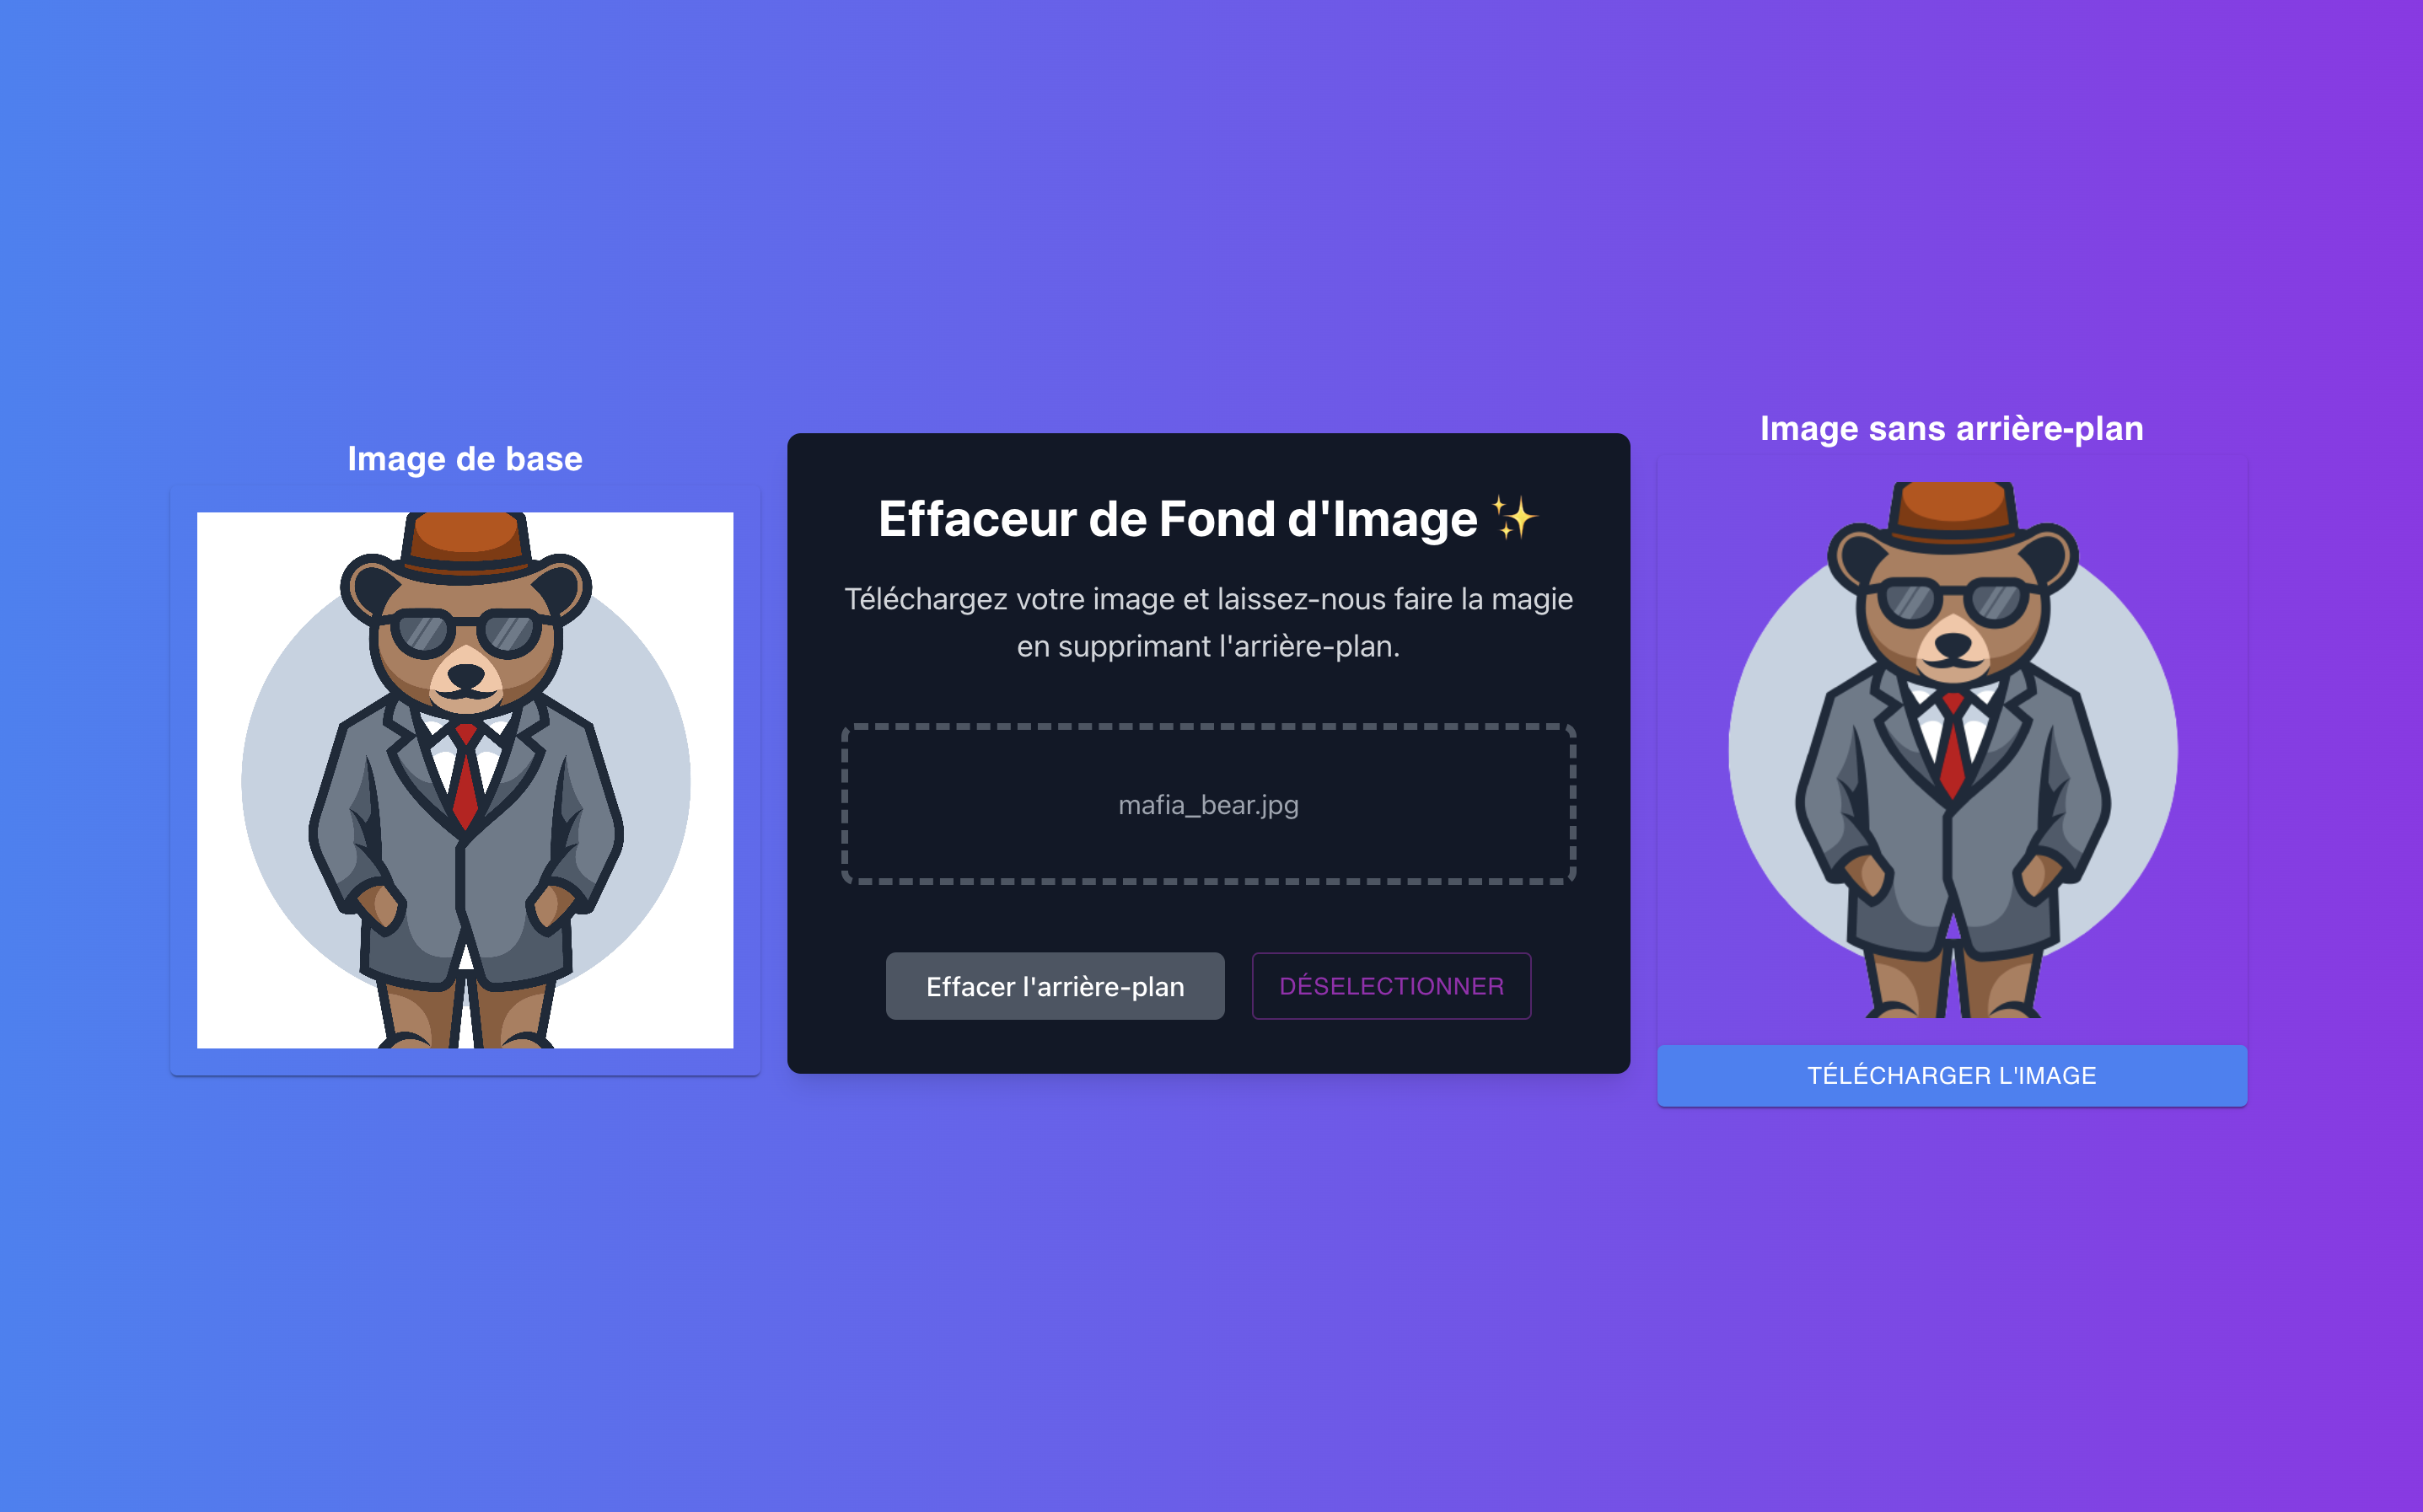 Image de base
Effaceur de Fond d'Image ✨
Téléchargez votre image et laissez-nous faire la magie
en supprimant l'arrière-plan.
mafia_bear.jpg
Effacer l'arrière-plan
DÉSELECTIONNER
Image sans arrière-plan
TÉLÉCHARGER L'IMAGE